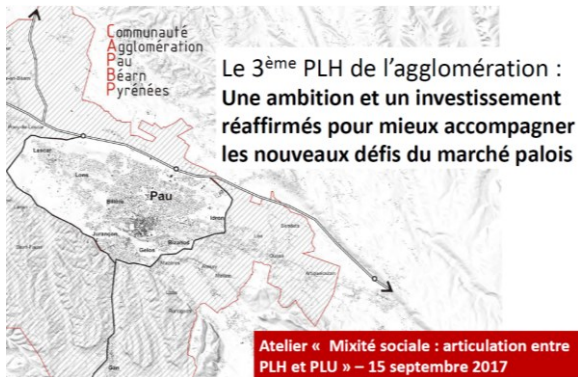 Communauté
Agglomération
Pau
Béarn
Pyrénées
Le 3ème PLH de l'agglomération :
Une ambition et un investissement
réaffirmés pour mieux accompagner
les nouveaux défis du marché palois
Lescar
Lons
Billère
Pau
Idron
Jurançon
Gelos
Bizanos
Gan
Atelier « Mixité sociale : articulation entre
PLH et PLU » – 15 septembre 2017